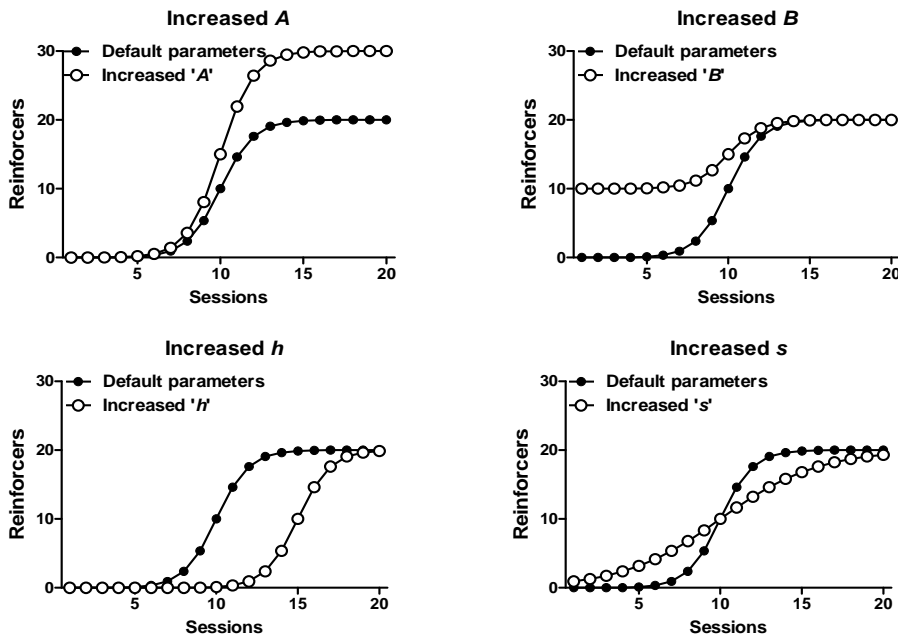 Increased A
Default parameters
Increased 'A'
30
20
10
0
Reinforcers
5 10 15 20
Sessions
Increased B
Default parameters
Increased 'B'
30
20
10
0
Reinforcers
5 10 15 20
Sessions
Increased h
Default parameters
Increased 'h'
30
20
10
0
Reinforcers
5 10 15 20
Sessions
Increased s
Default parameters
Increased 's'
30
20
10
0
Reinforcers
5 10 15 20
Sessions